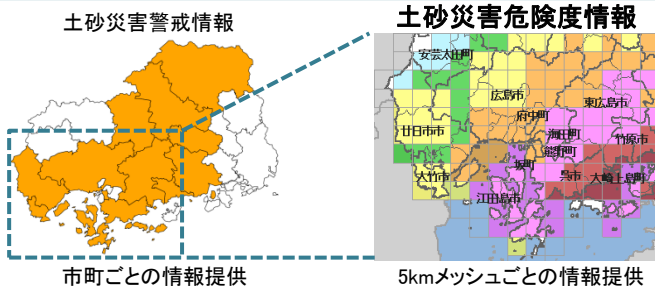 土砂災害警戒情報
土砂災害危険度情報
安芸太田町
広島市
東広島市
府中町
廿日市市
海田町
竹原市
熊野町
坂町
大竹市
呉市
大崎上島町
江田島市
市町ごとの情報提供
5kmメッシュごとの情報提供